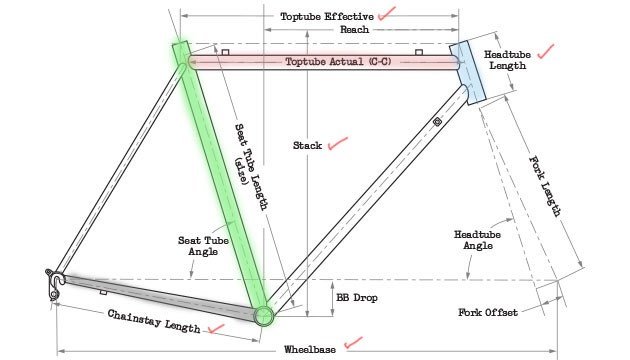 Toptube Effective
Reach
Toptube Actual (C-C)
Headtube
Length
Seat Tube Length
(size)
Stack
Fork Length
Seat Tube
Angle
Headtube
Angle
BB Drop
Chainstay Length
Fork Offset
Wheelbase